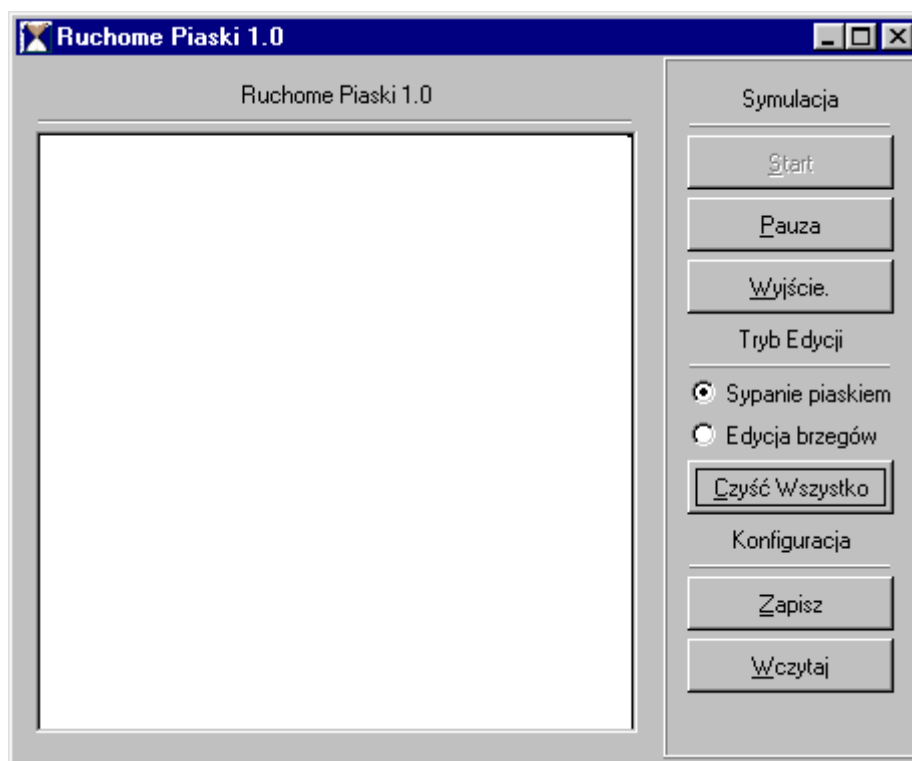 Ruchome Piaski 1.0
Ruchome Piaski 1.0
Symulacja
Start
Pauza
Wyjście.
Tryb Edycji
Sypanie piaskiem
Edycja brzegów
Czyść Wszystko
Konfiguracja
Zapisz
Wczytaj